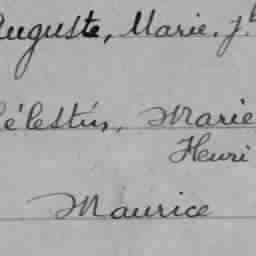 Auguste, Marie, J.
Célestin, Marie
Henri
Maurice